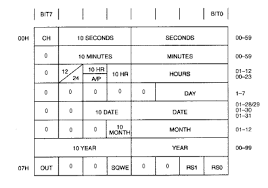 BIT7 BIT0
00H CH 10 SECONDS SECONDS 00-59
0 10 MINUTES MINUTES 00-59
0 12/24 10 HR A/P 10 HR HOURS 01-12 00-23
0 0 0 0 0 DAY 1-7
0 0 10 DATE DATE 01-28/29 01-30 01-31
0 0 0 10 MONTH MONTH 01-12
10 YEAR YEAR 00-99
07H OUT 0 0 SQWE 0 0 RS1 RS0